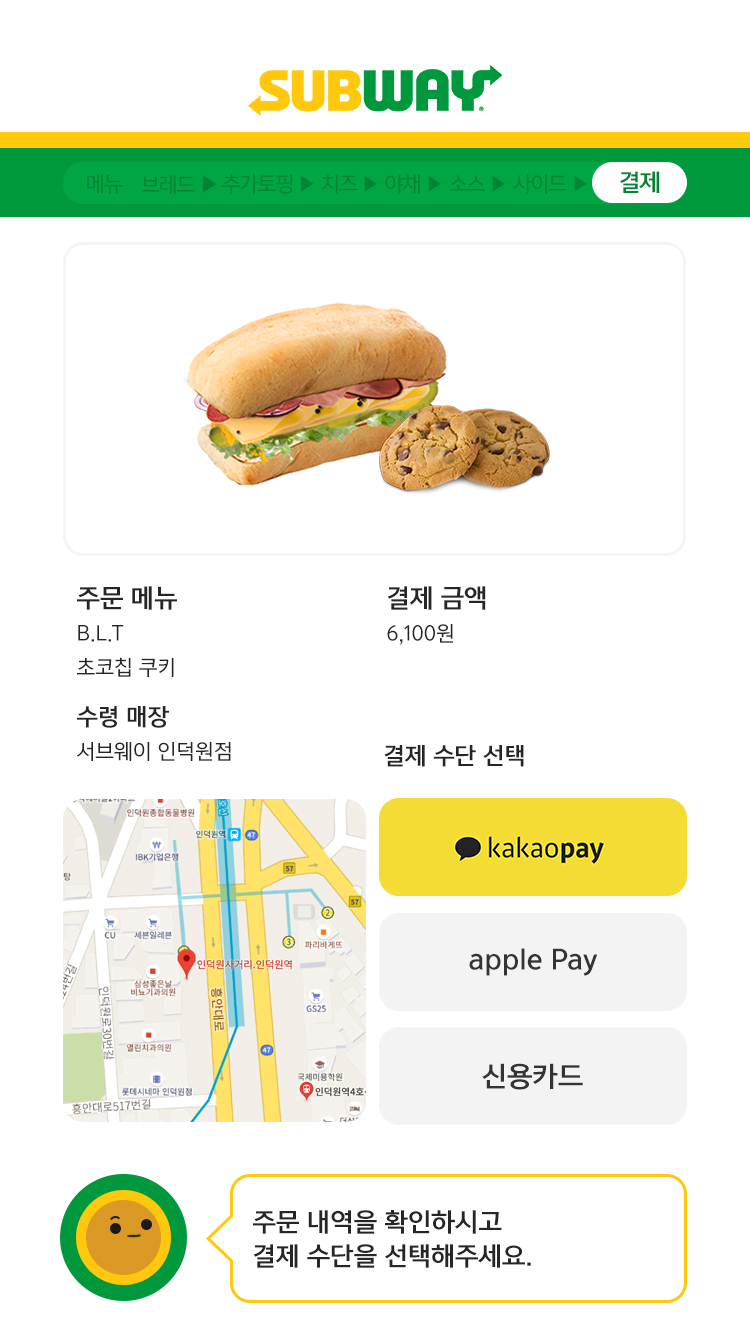 SUBWAY
메뉴 브레드 ▶ 추가토핑 ▶ 치즈 ▶ 야채 ▶ 소스 ▶ 사이드 ▶ 결제
주문 메뉴
B.L.T
초코칩 쿠키
결제 금액
6,100원
수령 매장
서브웨이 인덕원점
인덕원종합동물병원
인덕원역
47
IBK기업은행
57
57
CU
세븐일레븐
2
3
파리바게뜨
인덕원사거리.인덕원역
삼성좋은날
비뇨기과의원
GS25
인덕원로30번길
흥안대로
열린치과의원
47
국제미용학원
롯데시네마 인덕원점
인덕원역4호
흥안대로517번길
결제 수단 선택
kakaopay
apple Pay
신용카드
주문 내역을 확인하시고
결제 수단을 선택해주세요.